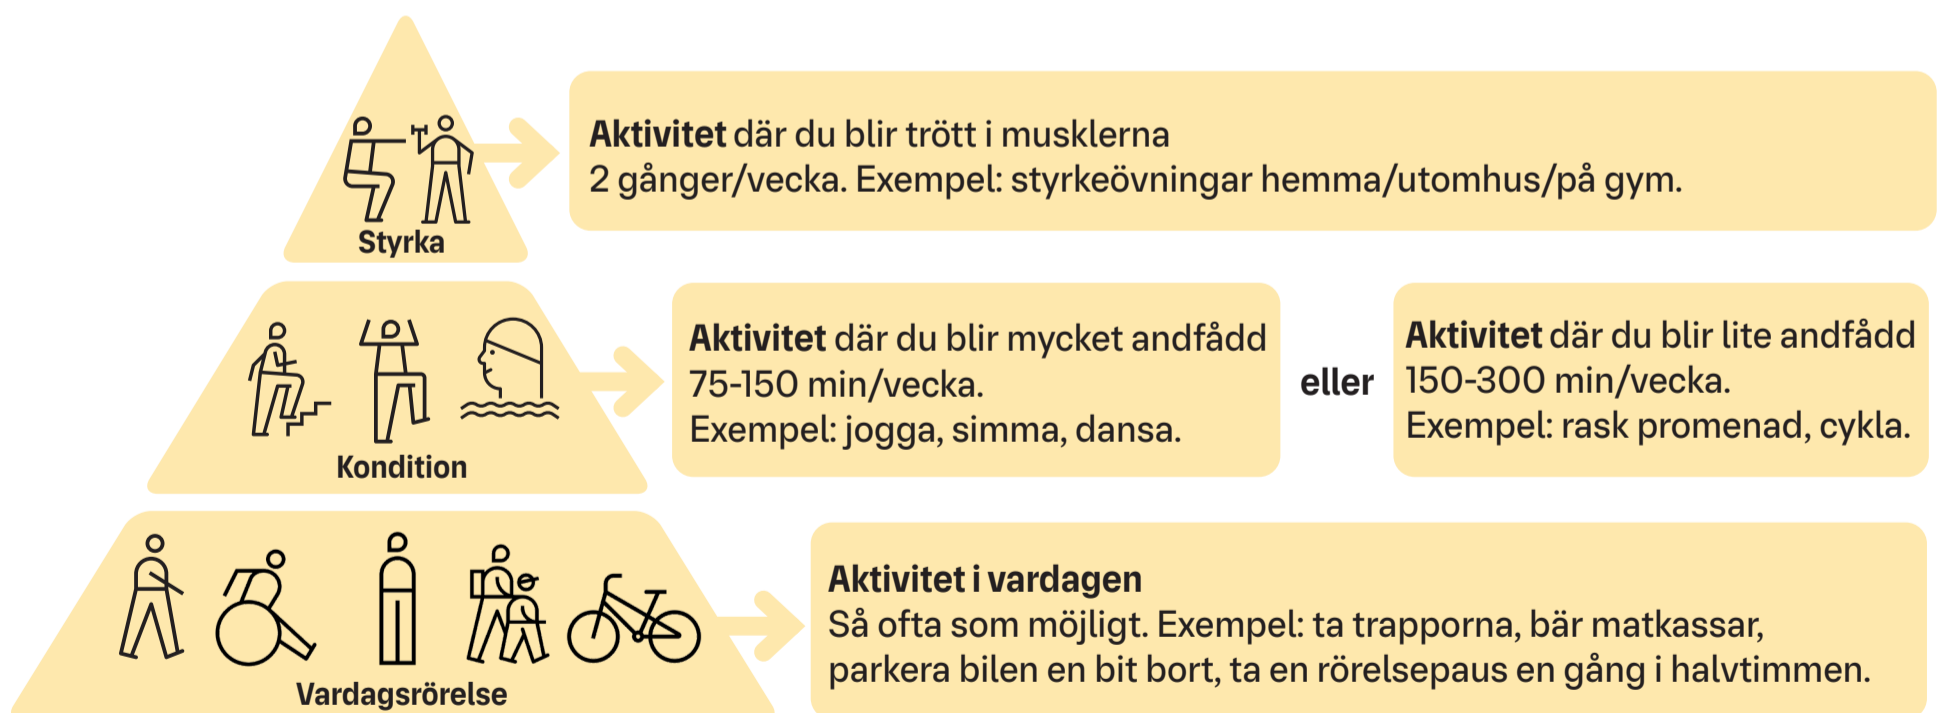 Styrka
Aktivitet där du blir trött i musklerna
2 gånger/vecka. Exempel: styrkeövningar hemma/utomhus/på gym.
Kondition
Aktivitet där du blir mycket andfådd
75-150 min/vecka.
Exempel: jogga, simma, dansa.
eller
Aktivitet där du blir lite andfådd
150-300 min/vecka.
Exempel: rask promenad, cykla.
Vardagsrörelse
Aktivitet i vardagen
Så ofta som möjligt. Exempel: ta trapporna, bär matkassar,
parkera bilen en bit bort, ta en rörelsepaus en gång i halvtimmen.